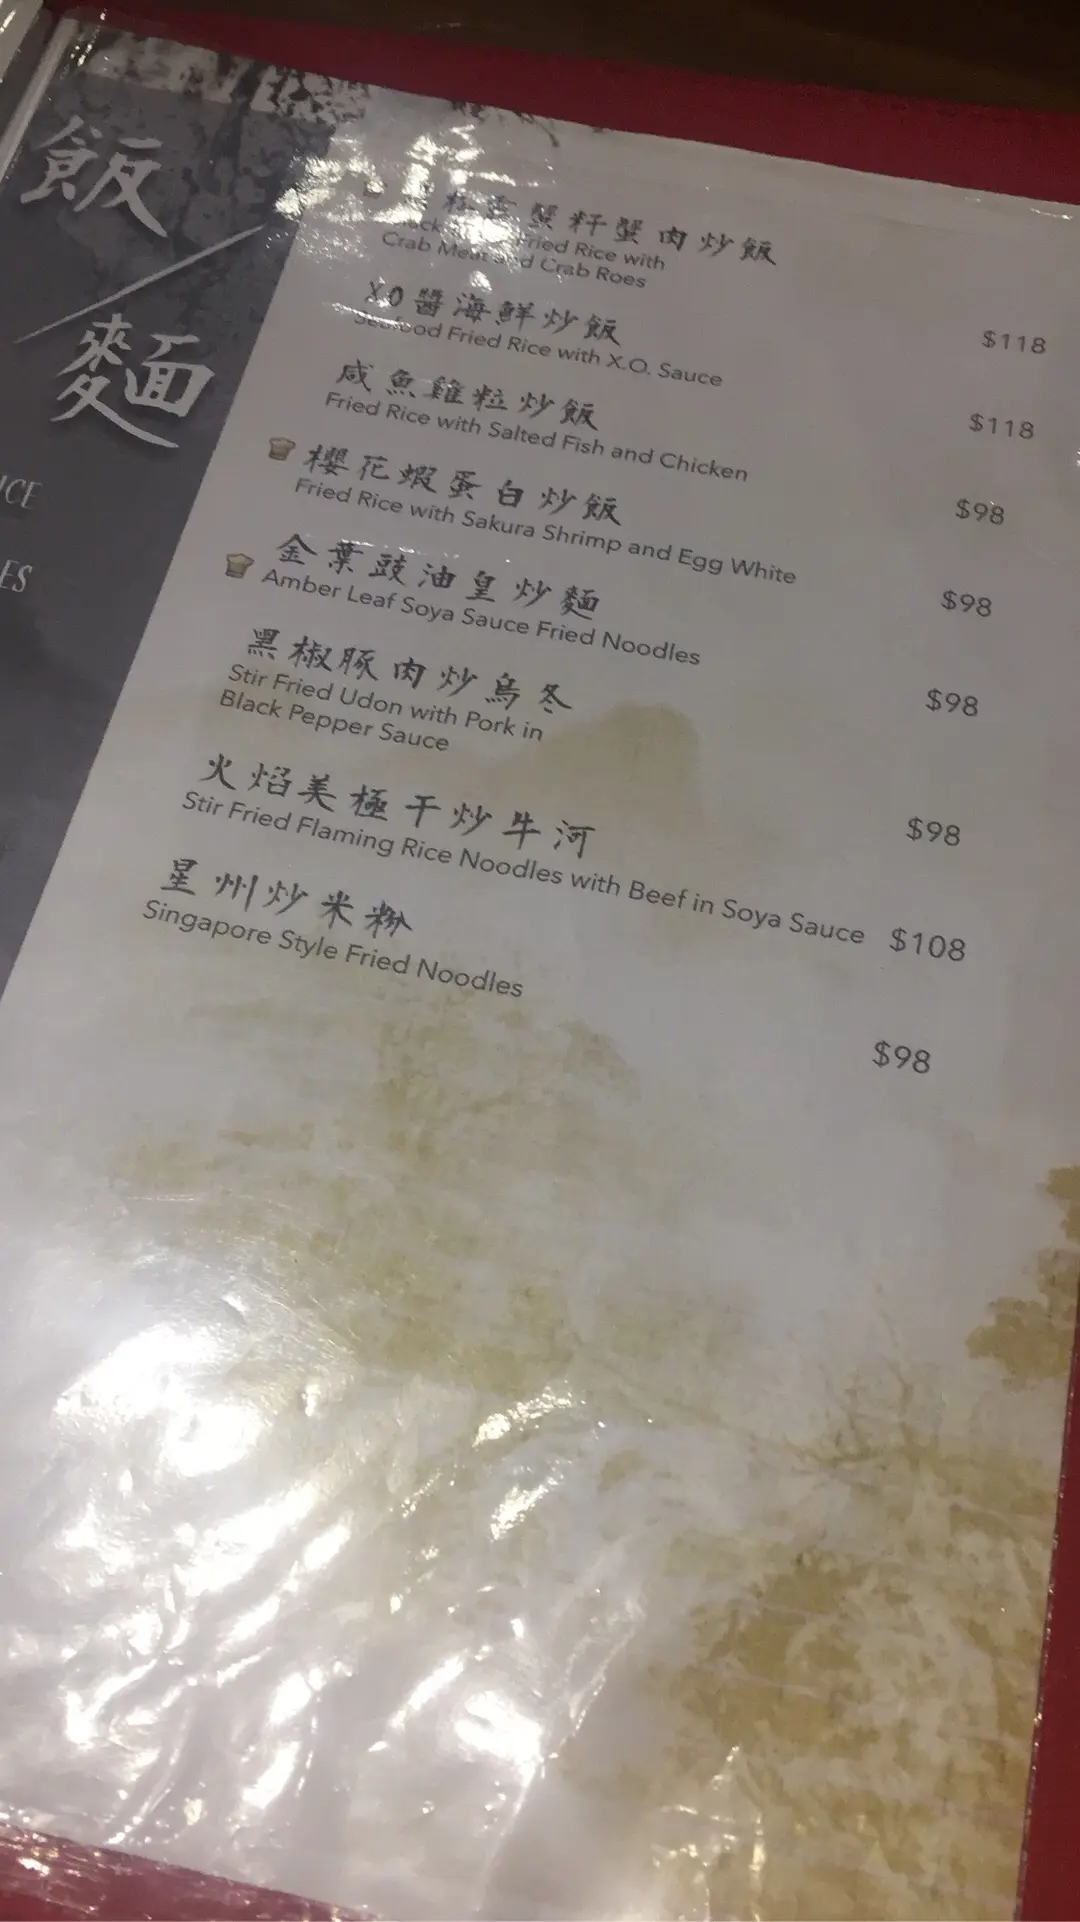 飯
麵
ICE
ES
蟹籽蟹肉炒飯
Fried Rice with
Crab Meat and Crab Roes
$118
XO醬海鮮炒飯
Seafood Fried Rice with X.O. Sauce
$118
咸魚雞粒炒飯
Fried Rice with Salted Fish and Chicken
$98
櫻花蝦蛋白炒飯
Fried Rice with Sakura Shrimp and Egg White
$98
金葉豉油皇炒麵
Amber Leaf Soya Sauce Fried Noodles
$98
黑椒豚肉炒烏冬
Stir Fried Udon with Pork in
Black Pepper Sauce
$98
火焰美極干炒牛河
Stir Fried Flaming Rice Noodles with Beef in Soya Sauce $108
星州炒米粉
Singapore Style Fried Noodles
$98